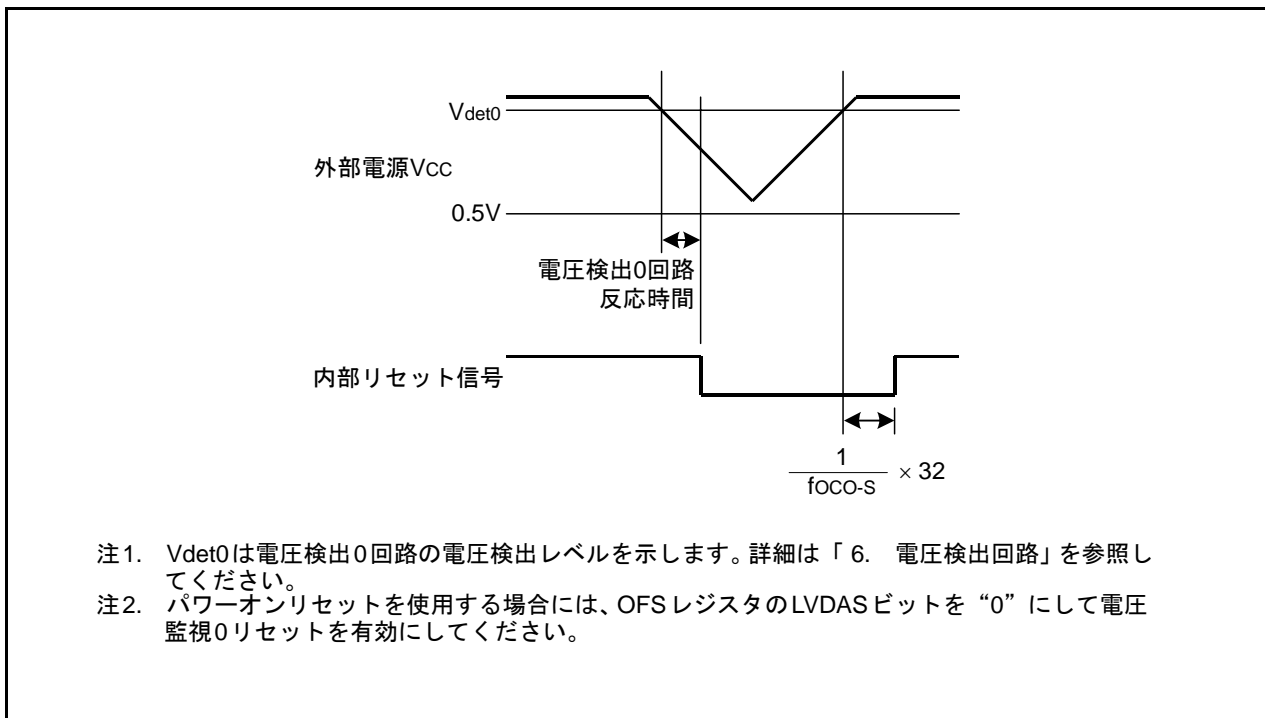 Vdet0
外部電源VCC
0.5V
電圧検出0回路
反応時間
内部リセット信号
1
fOCO-S
× 32
注1. Vdet0は電圧検出0回路の電圧検出レベルを示します。詳細は「 6. 電圧検出回路」を参照し
てください。
注2. パワーオンリセットを使用する場合には、OFSレジスタのLVDASビットを“0”にして電圧
監視0リセットを有効にしてください。